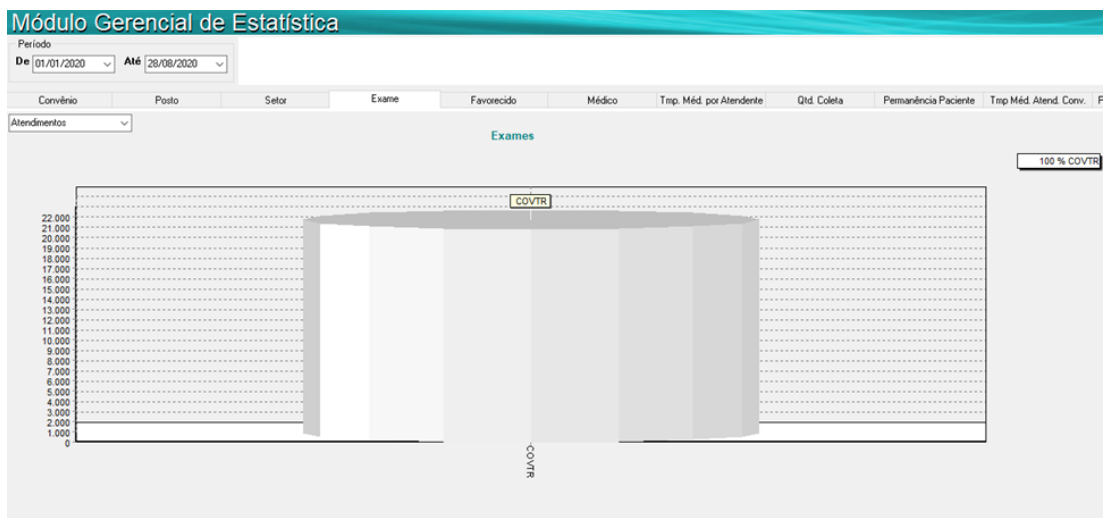 Módulo Gerencial de Estatística
Período
De 01/01/2020 Até 28/08/2020
Convênio Posto Setor Exame Favorecido Médico Tmp. Méd. por Atendente Qtd. Coleta Permanência Paciente Tmp Méd. Atend. Conv. P
Atendimentos
Exames
100 % COVTR
COVTR
22.000
21.000
20.000
19.000
18.000
17.000
16.000
15.000
14.000
13.000
12.000
11.000
10.000
9.000
8.000
7.000
6.000
5.000
4.000
3.000
2.000
1.000
0
COVTR